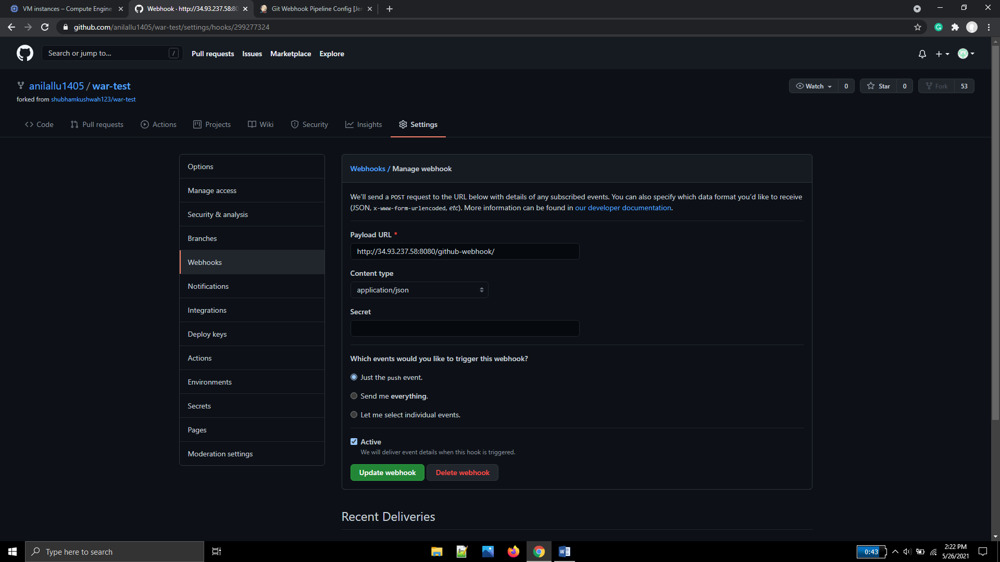 VM instances – Compute Engine
Webhook · http://34.93.237.58:80
Git Webhook Pipeline Config [Jen
github.com/anilallu1405/war-test/settings/hooks/299277324
Search or jump to...
/
Pull requests
Issues
Marketplace
Explore
anilallu1405 / war-test
forked from shubhamkushwah123/war-test
Watch
0
Star
0
Fork
53
Code
Pull requests
Actions
Projects
Wiki
Security
Insights
Settings
Options
Manage access
Security & analysis
Branches
Webhooks
Notifications
Integrations
Deploy keys
Actions
Environments
Secrets
Pages
Moderation settings
Webhooks / Manage webhook
We'll send a POST request to the URL below with details of any subscribed events. You can also specify which data format you'd like to receive
(JSON, x-www-form-urlencoded, etc). More information can be found in our developer documentation.
Payload URL *
http://34.93.237.58:8080/github-webhook/
Content type
application/json
Secret
Which events would you like to trigger this webhook?
Just the push event.
Send me everything.
Let me select individual events.
Active
We will deliver event details when this hook is triggered.
Update webhook
Delete webhook
Recent Deliveries
Type here to search
0:43
2:22 PM
5/26/2021